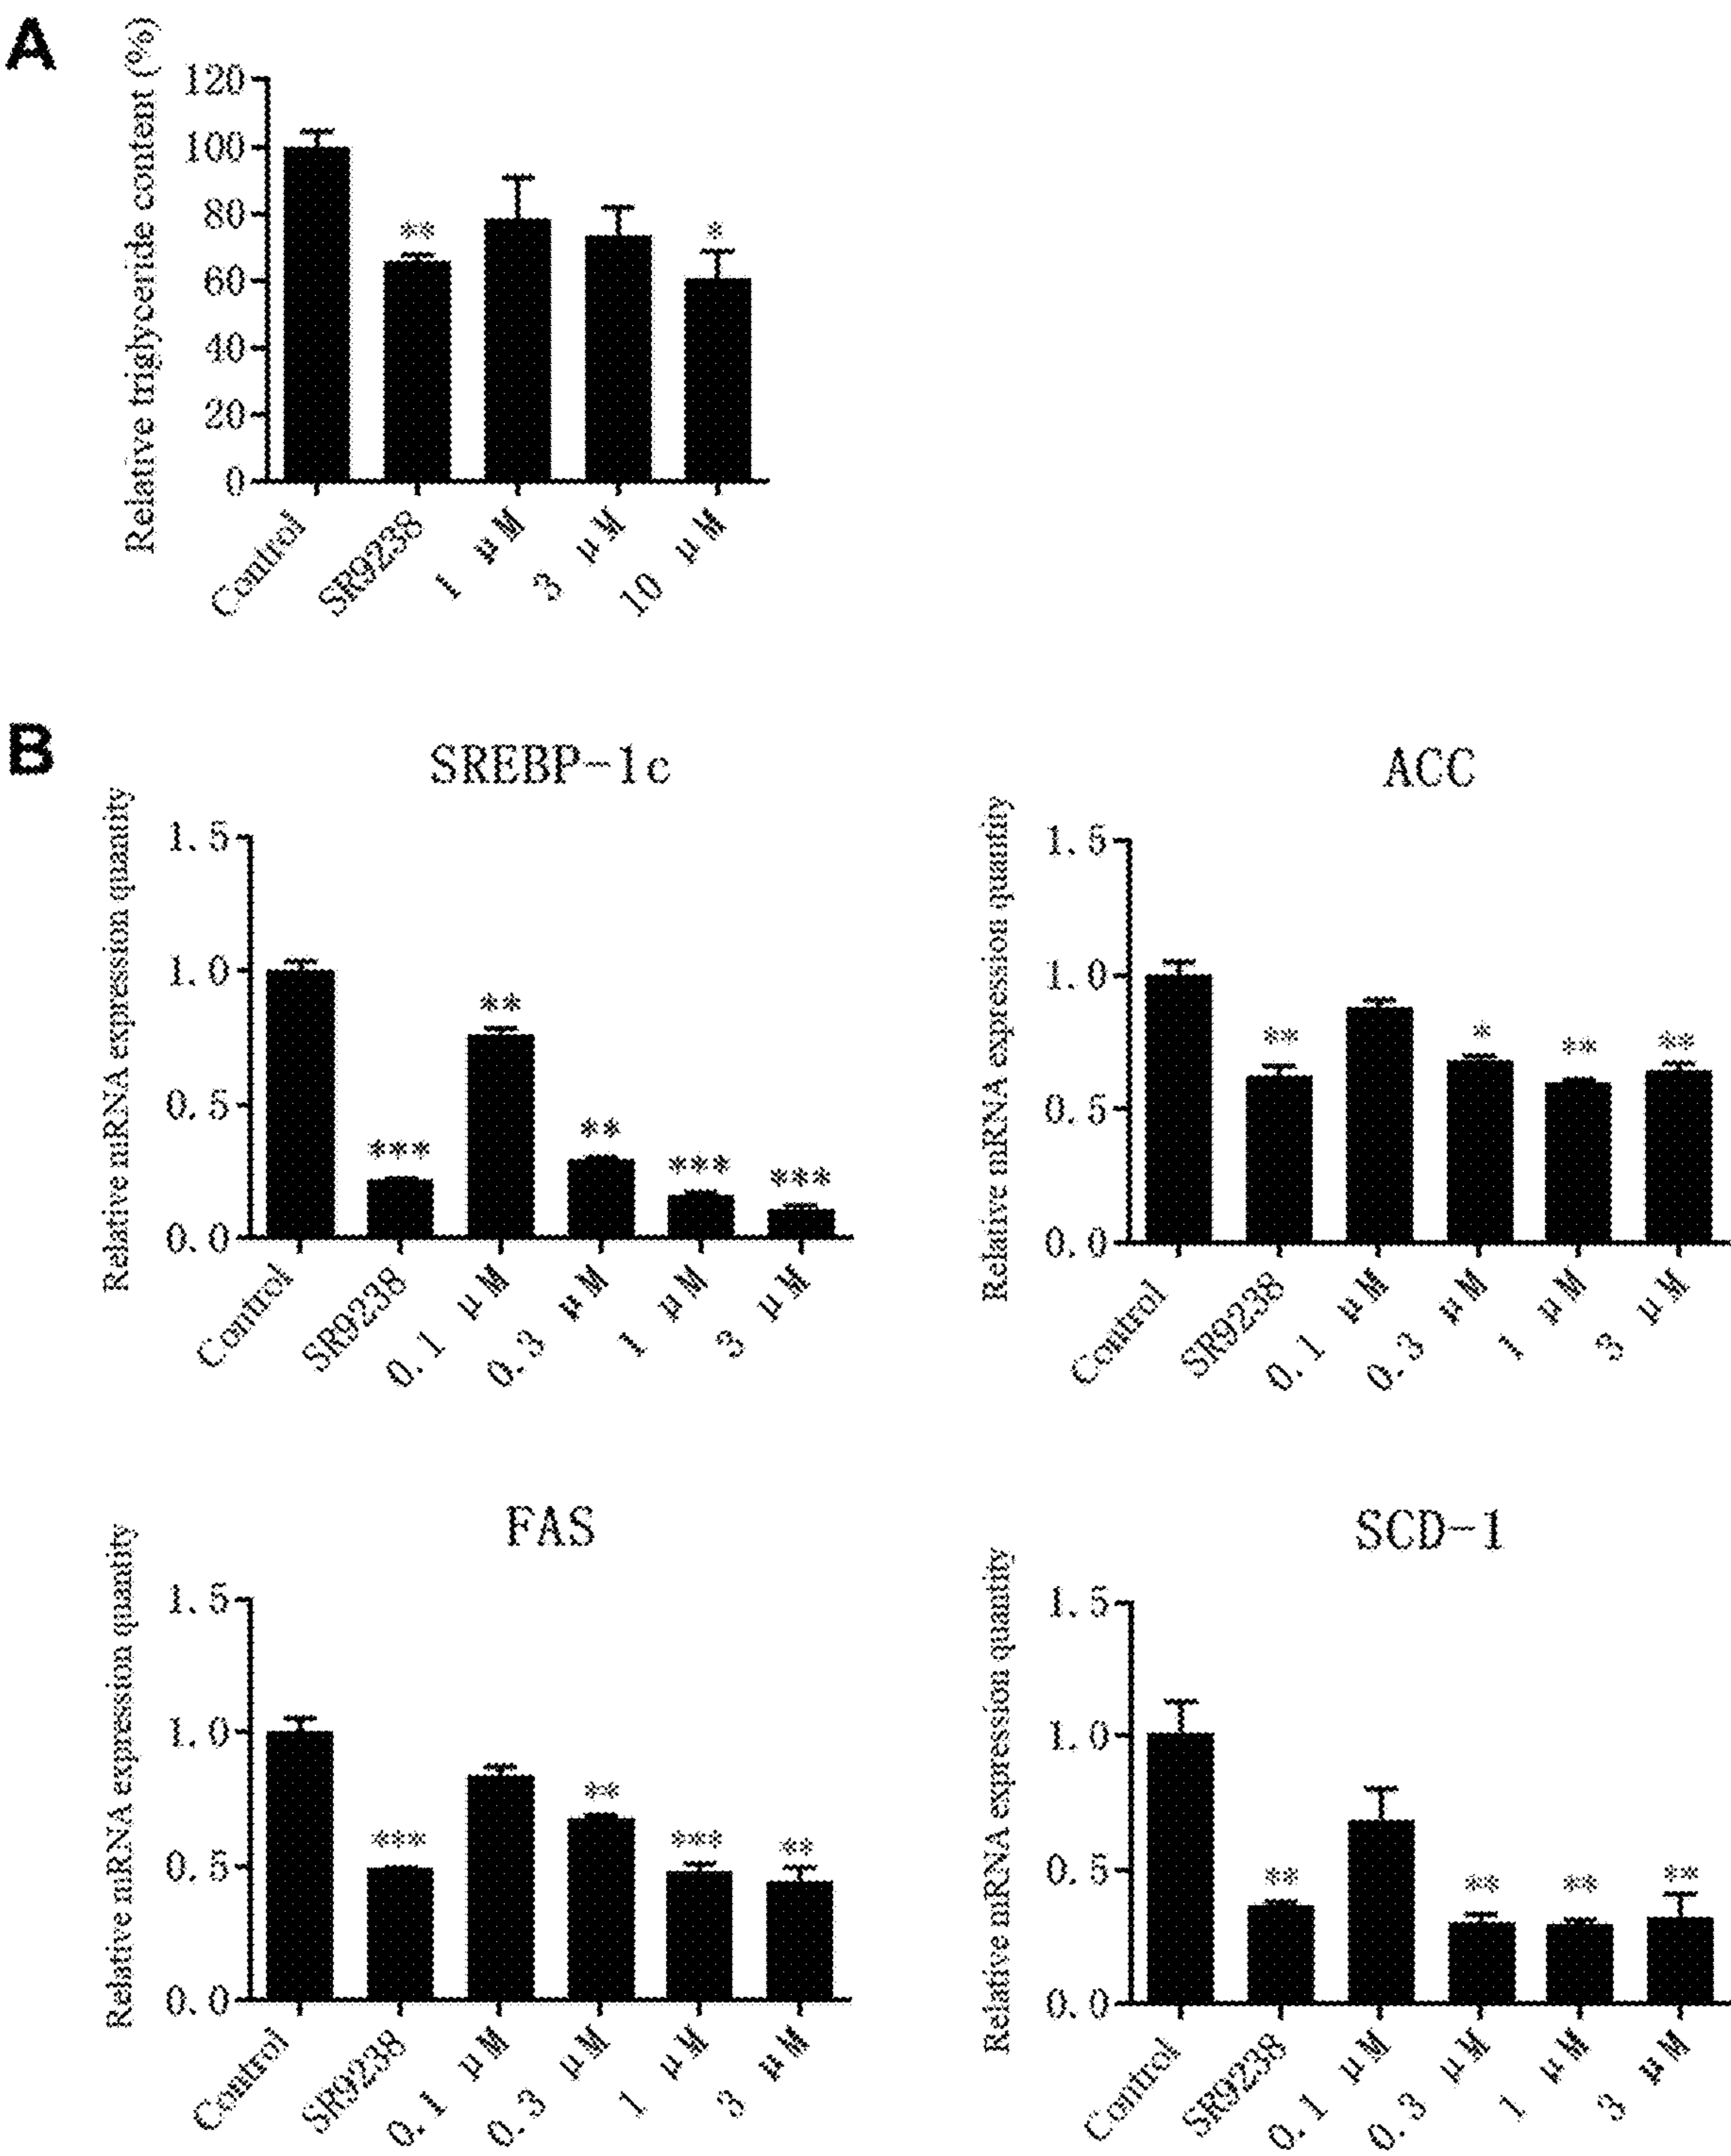 A
Relative triglyceride content (%)
120
100
80
60
40
20
0
**
*
Control
SR9238
1 μM
3 μM
10 μM
B
SREBP-1c
Relative mRNA expression quantity
1.5
1.0
0.5
0.0
***
**
**
***
***
Control
SR9238
0.1 μM
0.3 μM
1 μM
3 μM
ACC
Relative mRNA expression quantity
1.5
1.0
0.5
0.0
**
*
**
**
Control
SR9238
0.1 μM
0.3 μM
1 μM
3 μM
FAS
Relative mRNA expression quantity
1.5
1.0
0.5
0.0
***
**
***
**
Control
SR9238
0.1 μM
0.3 μM
1 μM
3 μM
SCD-1
Relative mRNA expression quantity
1.5
1.0
0.5
0.0
**
**
**
**
Control
SR9238
0.1 μM
0.3 μM
1 μM
3 μM